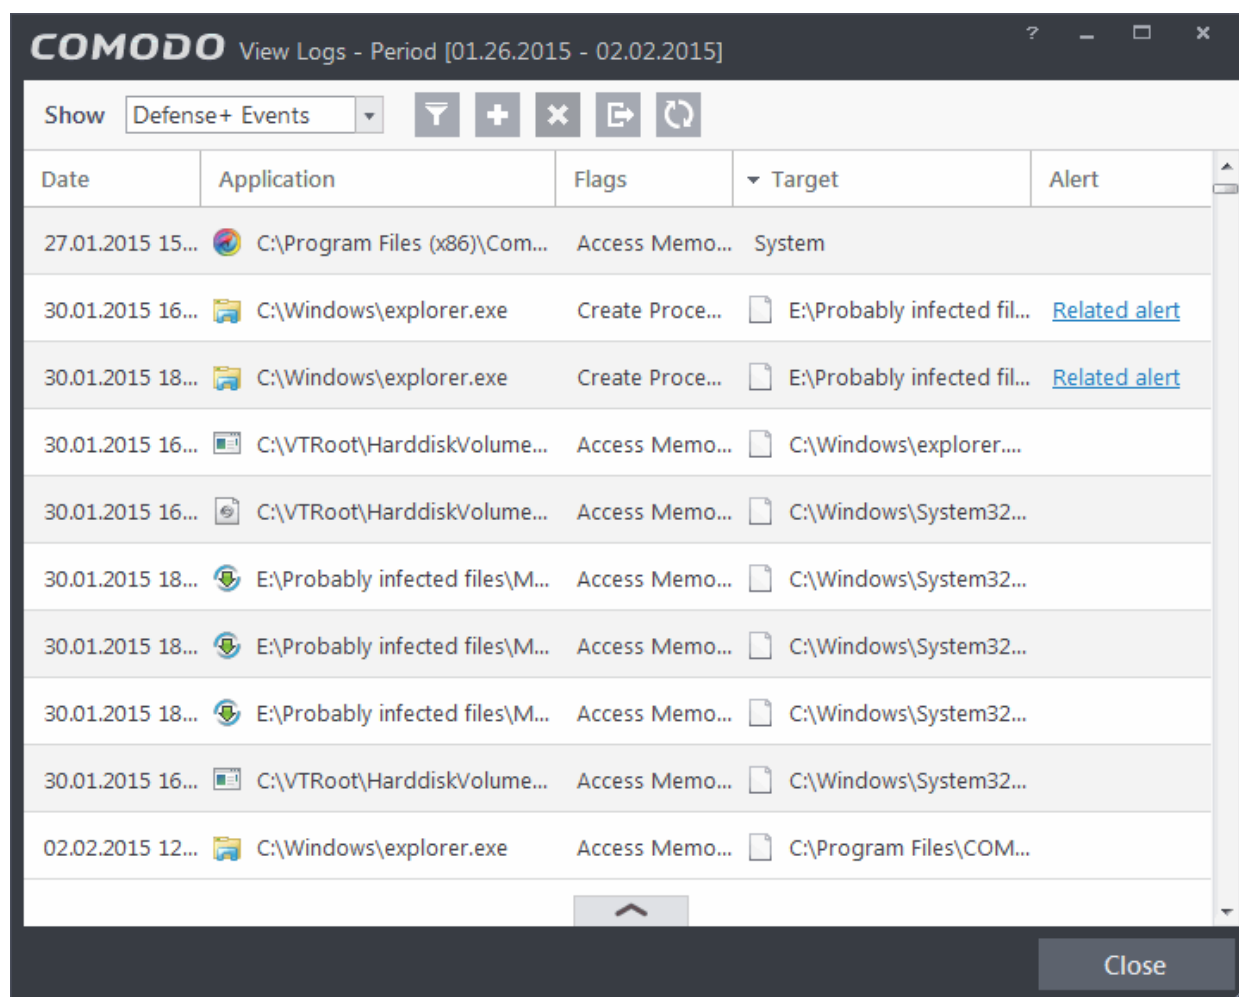 COMODO View Logs - Period [01.26.2015 - 02.02.2015] ?
Show Defense+ Events
Date Application Flags Target Alert
27.01.2015 15... C:\Program Files (x86)\Com... Access Memo... System
30.01.2015 16... C:\Windows\explorer.exe Create Proce... E:\Probably infected fil... Related alert
30.01.2015 18... C:\Windows\explorer.exe Create Proce... E:\Probably infected fil... Related alert
30.01.2015 16... C:\VTRoot\HarddiskVolume... Access Memo... C:\Windows\explorer....
30.01.2015 16... C:\VTRoot\HarddiskVolume... Access Memo... C:\Windows\System32...
30.01.2015 18... E:\Probably infected files\M... Access Memo... C:\Windows\System32...
30.01.2015 18... E:\Probably infected files\M... Access Memo... C:\Windows\System32...
30.01.2015 18... E:\Probably infected files\M... Access Memo... C:\Windows\System32...
30.01.2015 16... C:\VTRoot\HarddiskVolume... Access Memo... C:\Windows\System32...
02.02.2015 12... C:\Windows\explorer.exe Access Memo... C:\Program Files\COM...
Close